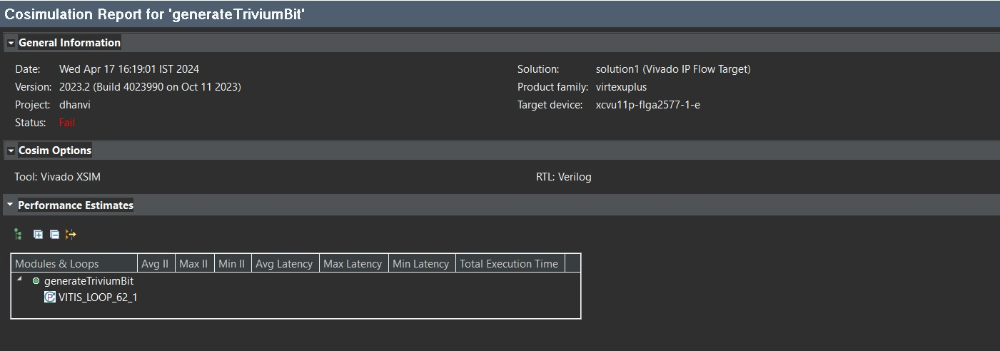 Cosimulation Report for 'generateTriviumBit'
General Information
Date: Wed Apr 17 16:19:01 IST 2024
Solution: solution1 (Vivado IP Flow Target)
Version: 2023.2 (Build 4023990 on Oct 11 2023)
Product family: virtexuplus
Project: dhanvi
Target device: xcvu11p-flga2577-1-e
Status: Fail
Cosim Options
Tool: Vivado XSIM
RTL: Verilog
Performance Estimates
Modules & Loops Avg II Max II Min II Avg Latency Max Latency Min Latency Total Execution Time
generateTriviumBit
VITIS_LOOP_62_1